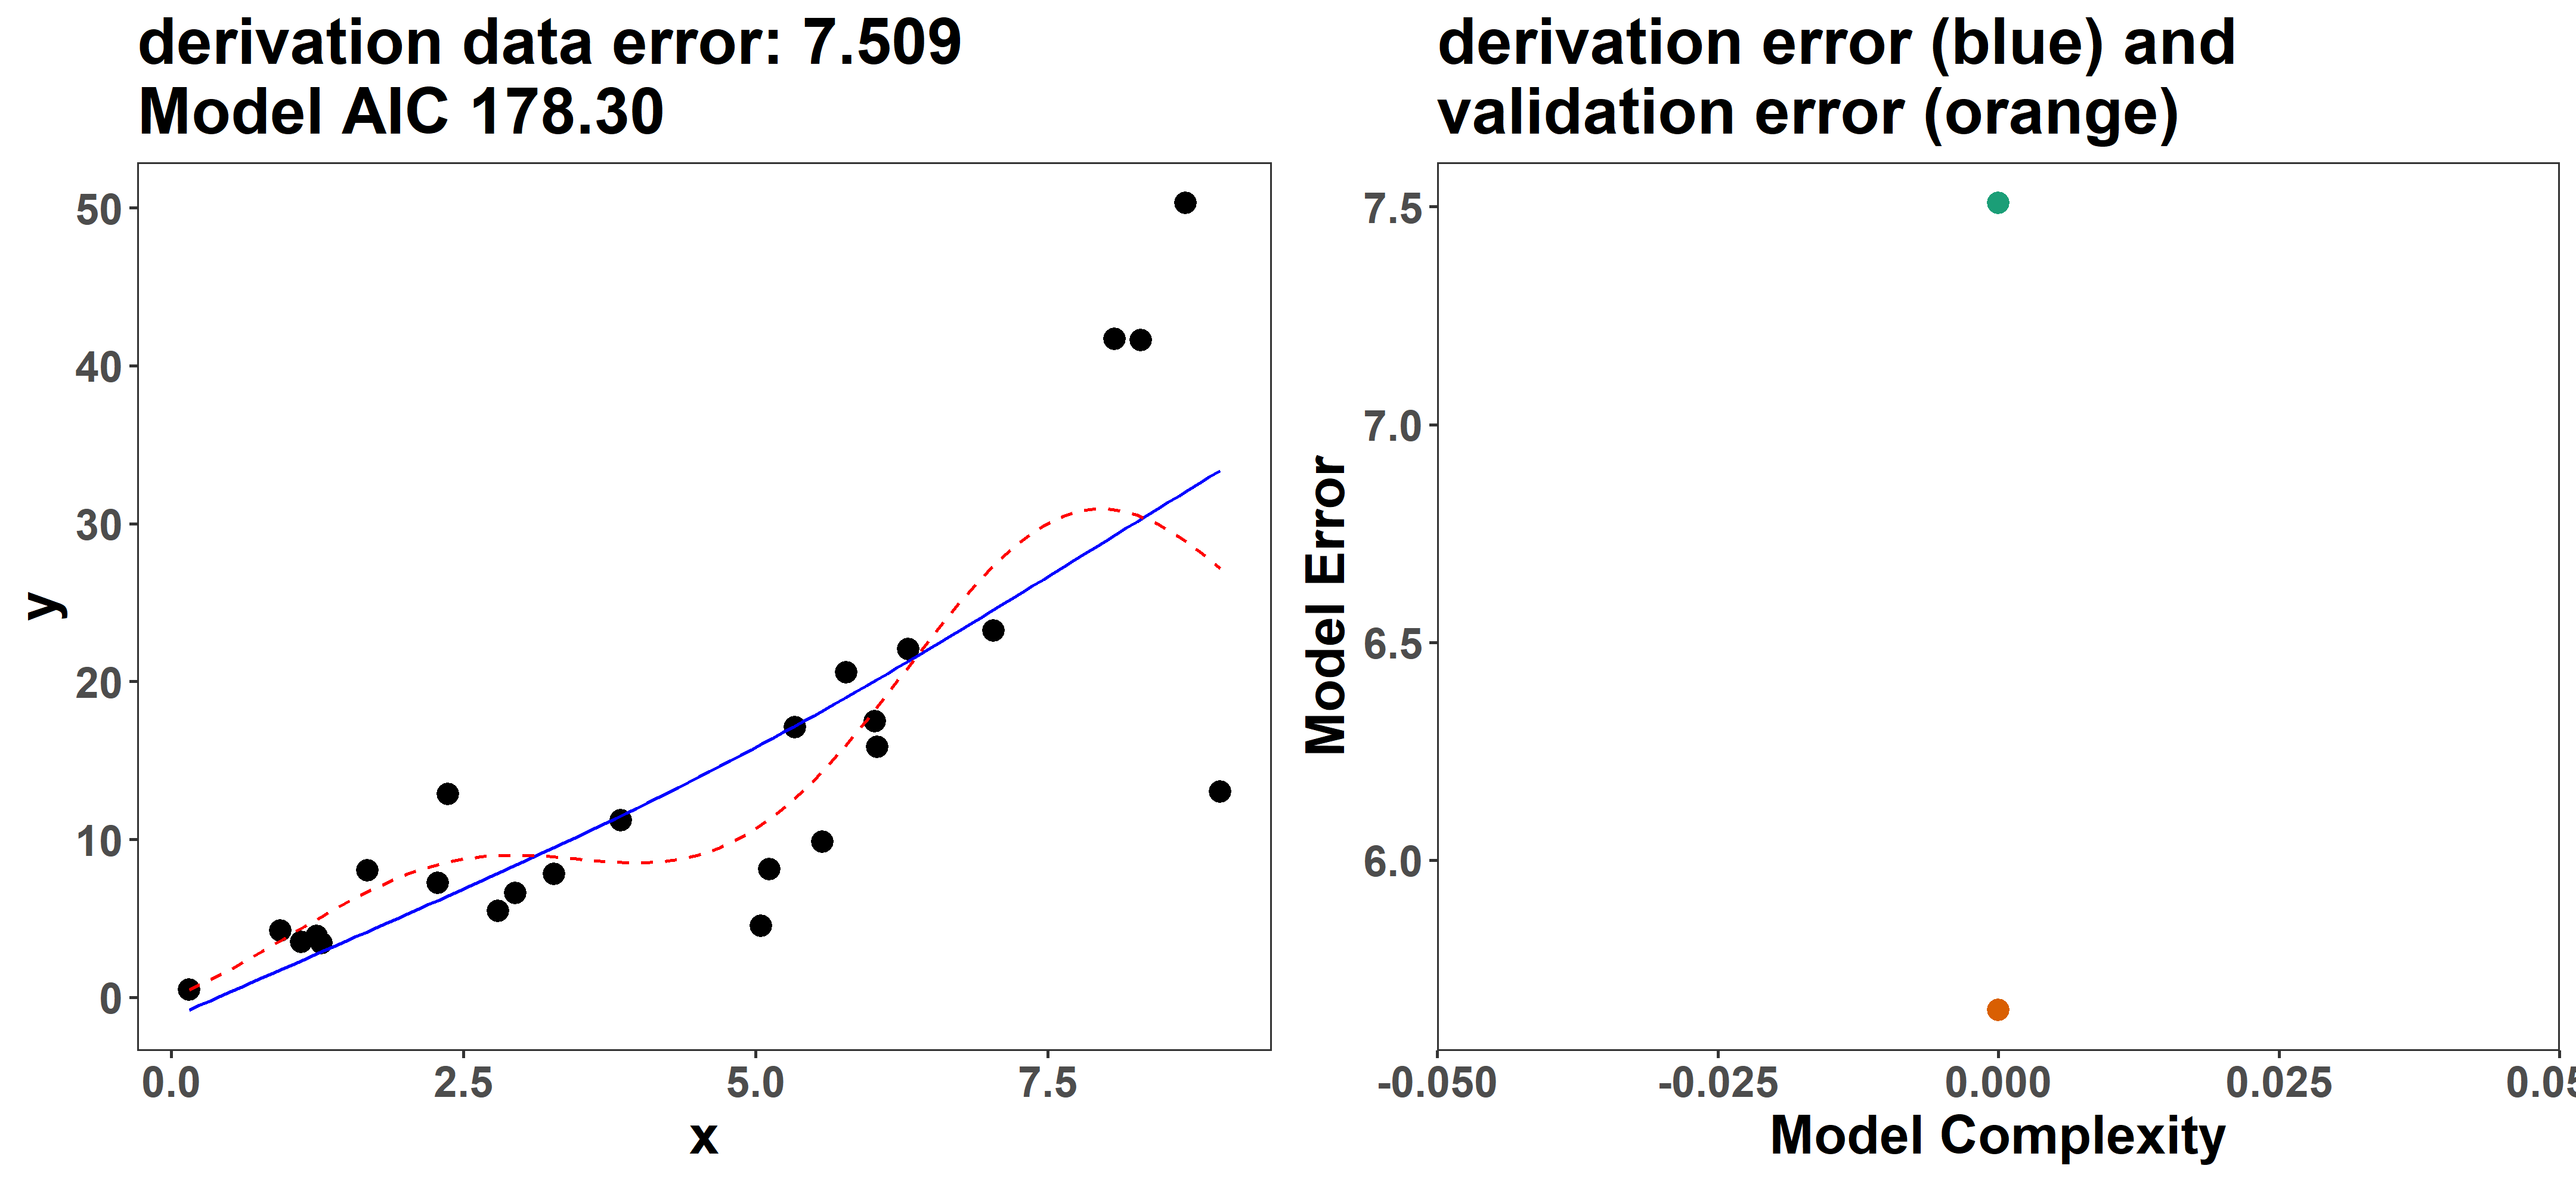 derivation data error: 7.509
Model AIC 178.30
50
40
30
20
10
0
y
0.0
2.5
5.0
7.5
x
derivation error (blue) and
validation error (orange)
7.5
7.0
6.5
6.0
Model Error
-0.050
-0.025
0.000
0.025
0.05
Model Complexity